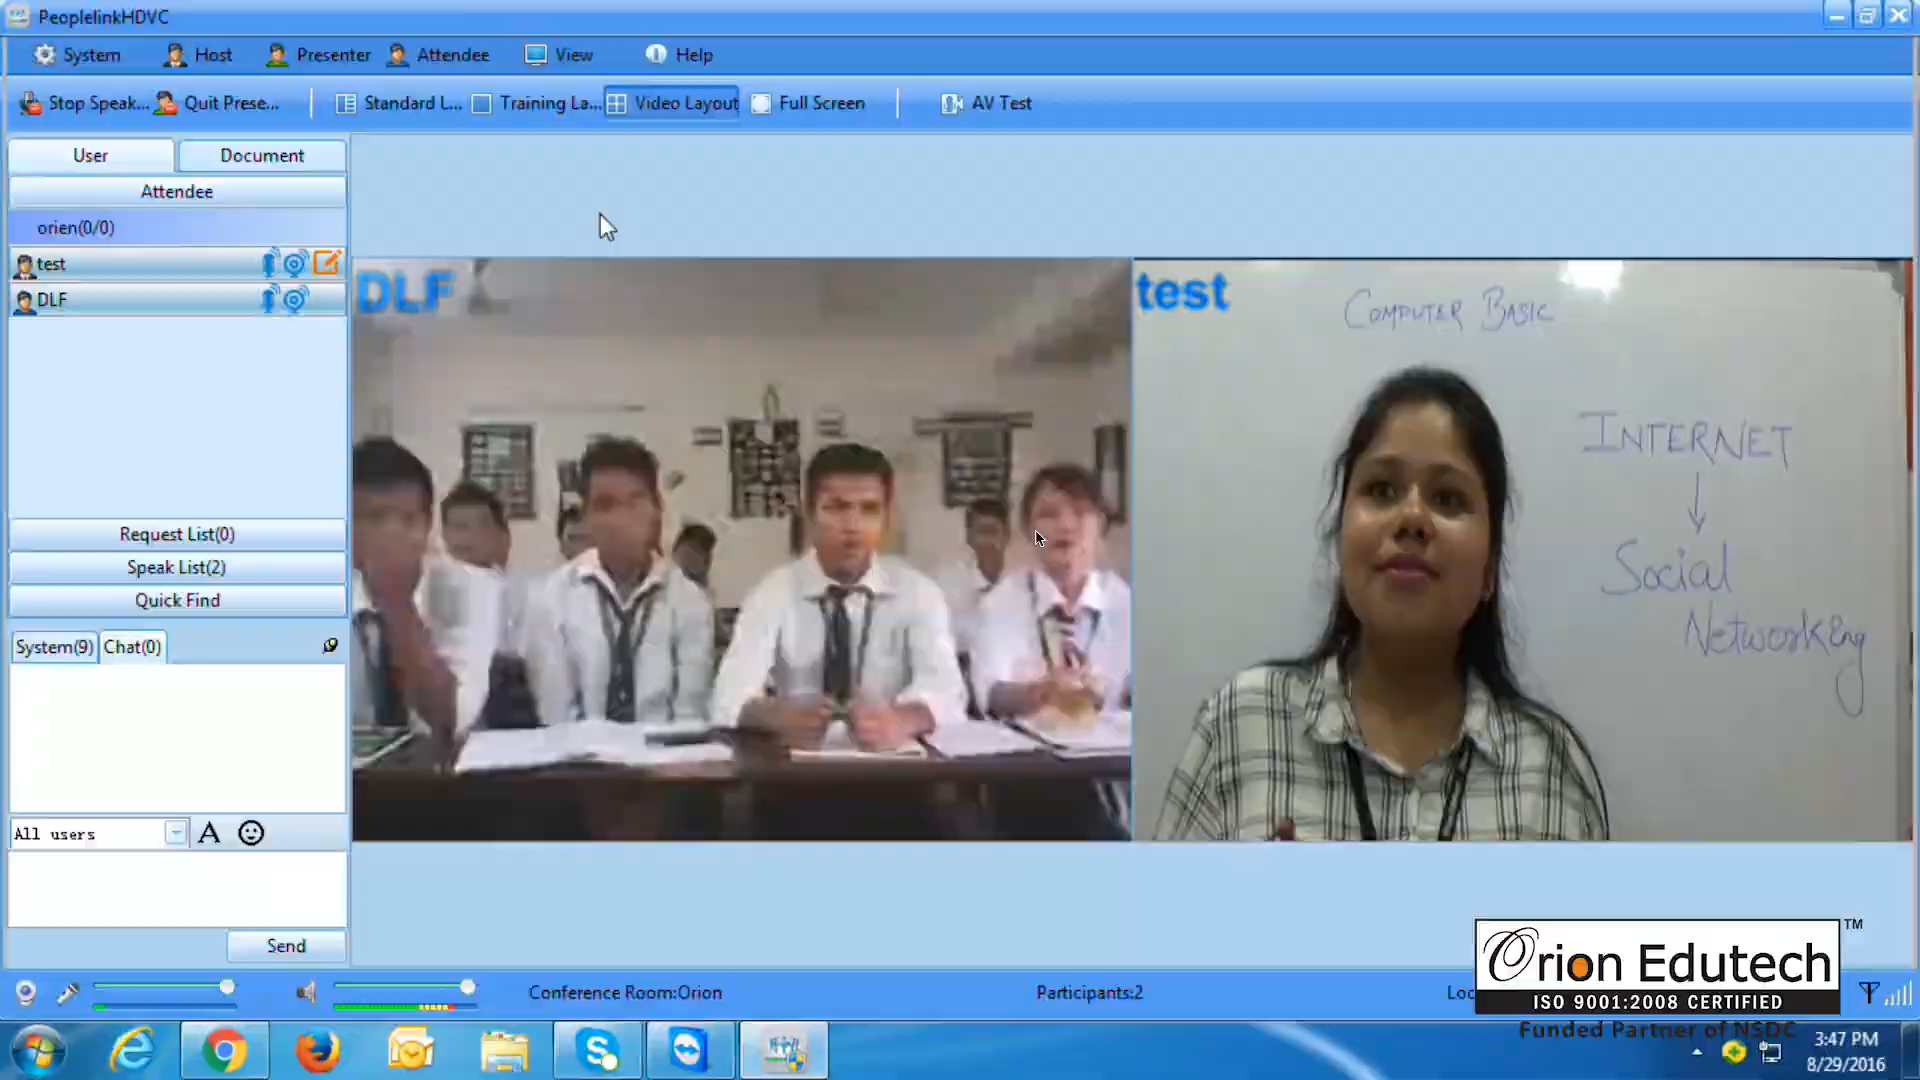 PeoplelinkHDVC
System Host Presenter Attendee View Help
Stop Speak... Quit Prese... Standard L... Training La... Video Layout Full Screen AV Test
User Document
Attendee
orien(0/0)
test
DLF
DLF
test
COMPUTER BASIC
INTERNET
Social
Networking
Request List(0)
Speak List(2)
Quick Find
System(9) Chat(0)
All users A
Send
Conference Room:Orion Participants:2 Loc
Orion Edutech TM
ISO 9001:2008 CERTIFIED
Funded Partner of NSDC
3:47 PM
8/29/2016